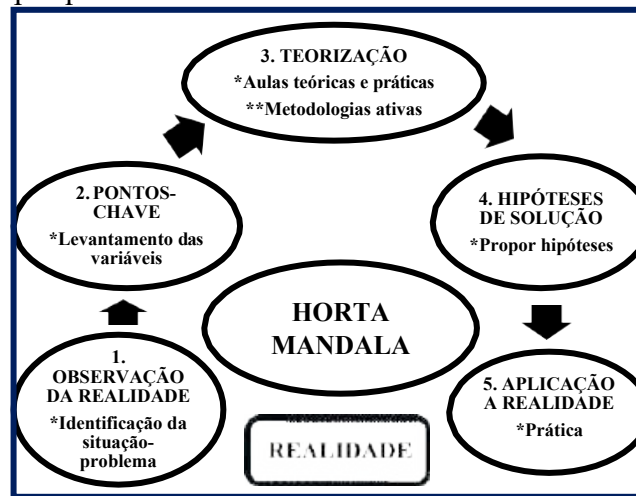 3. TEORIZAÇÃO
*Aulas teóricas e práticas
**Metodologias ativas
2. PONTOS-
CHAVE
*Levantamento das
variáveis
4. HIPÓTESES
DE SOLUÇÃO
*Propor hipóteses
HORTA
MANDALA
1.
OBSERVAÇÃO
DA REALIDADE
*Identificação da
situação-
problema
5. APLICAÇÃO
A REALIDADE
*Prática
REALIDADE